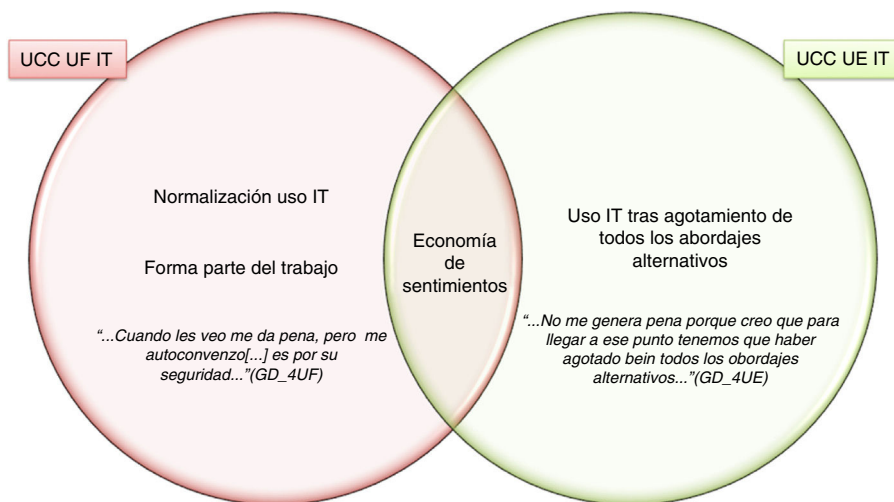 UCC UF IT
UCC UE IT
Normalización uso IT
Forma parte del trabajo
“...Cuando les veo me da pena, pero me
autoconvenzo[...] es por su
seguridad...”(GD_4UF)
Economía
de
sentimientos
Uso IT tras agotamiento de
todos los abordajes
alternativos
“...No me genera pena porque creo que para
llegar a ese punto tenemos que haber
agotado bein todos los obordajes
alternativos...”(GD_4UE)